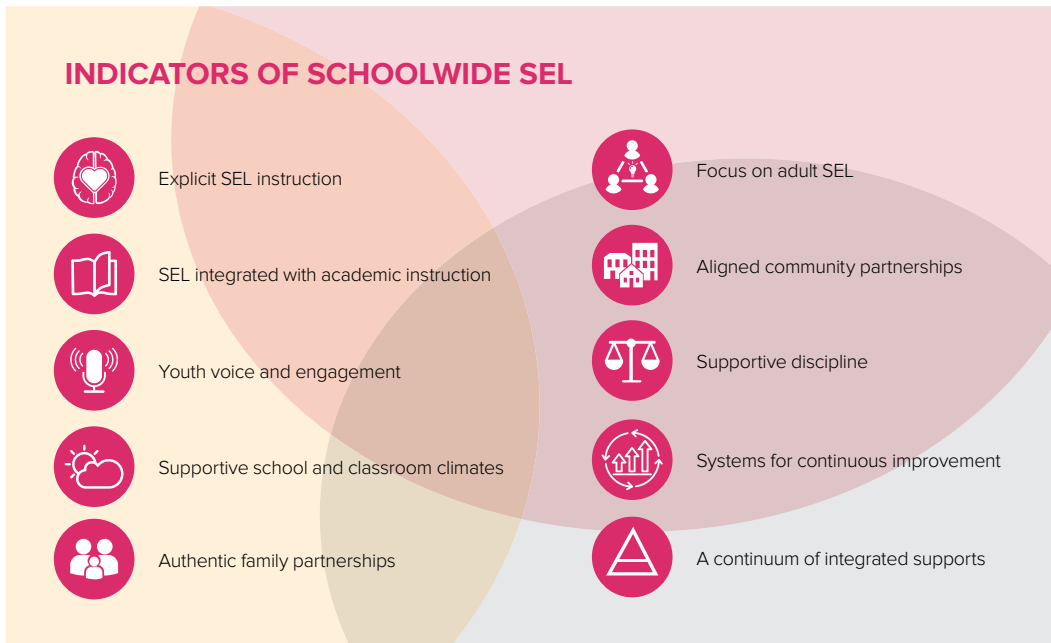 INDICATORS OF SCHOOLWIDE SEL
Explicit SEL instruction
SEL integrated with academic instruction
Youth voice and engagement
Supportive school and classroom climates
Authentic family partnerships
Focus on adult SEL
Aligned community partnerships
Supportive discipline
Systems for continuous improvement
A continuum of integrated supports